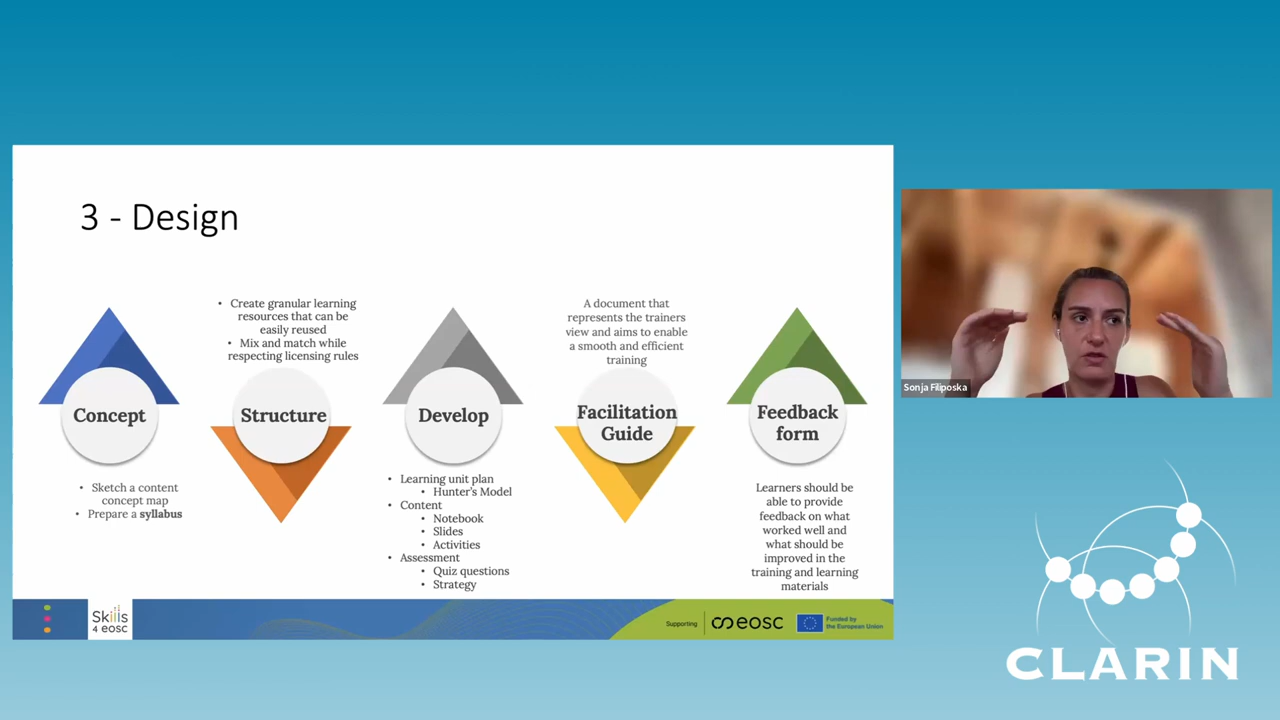 3 - Design
• Create granular learning
resources that can be
easily reused
• Mix and match while
respecting licensing rules
A document that
represents the trainers
view and aims to enable
a smooth and efficient
training
Concept
Structure
Develop
Facilitation
Guide
Feedback
form
• Sketch a content
concept map
• Prepare a syllabus
• Learning unit plan
• Hunter's Model
• Content
• Notebook
• Slides
• Activities
• Assessment
• Quiz questions
• Strategy
Learners should be
able to provide
feedback on what
worked well and
what should be
improved in the
training and learning
materials
Skills
4 eosc
Supporting
eosc
Funded by
the European Union
Sonja Filiposka
CLARIN